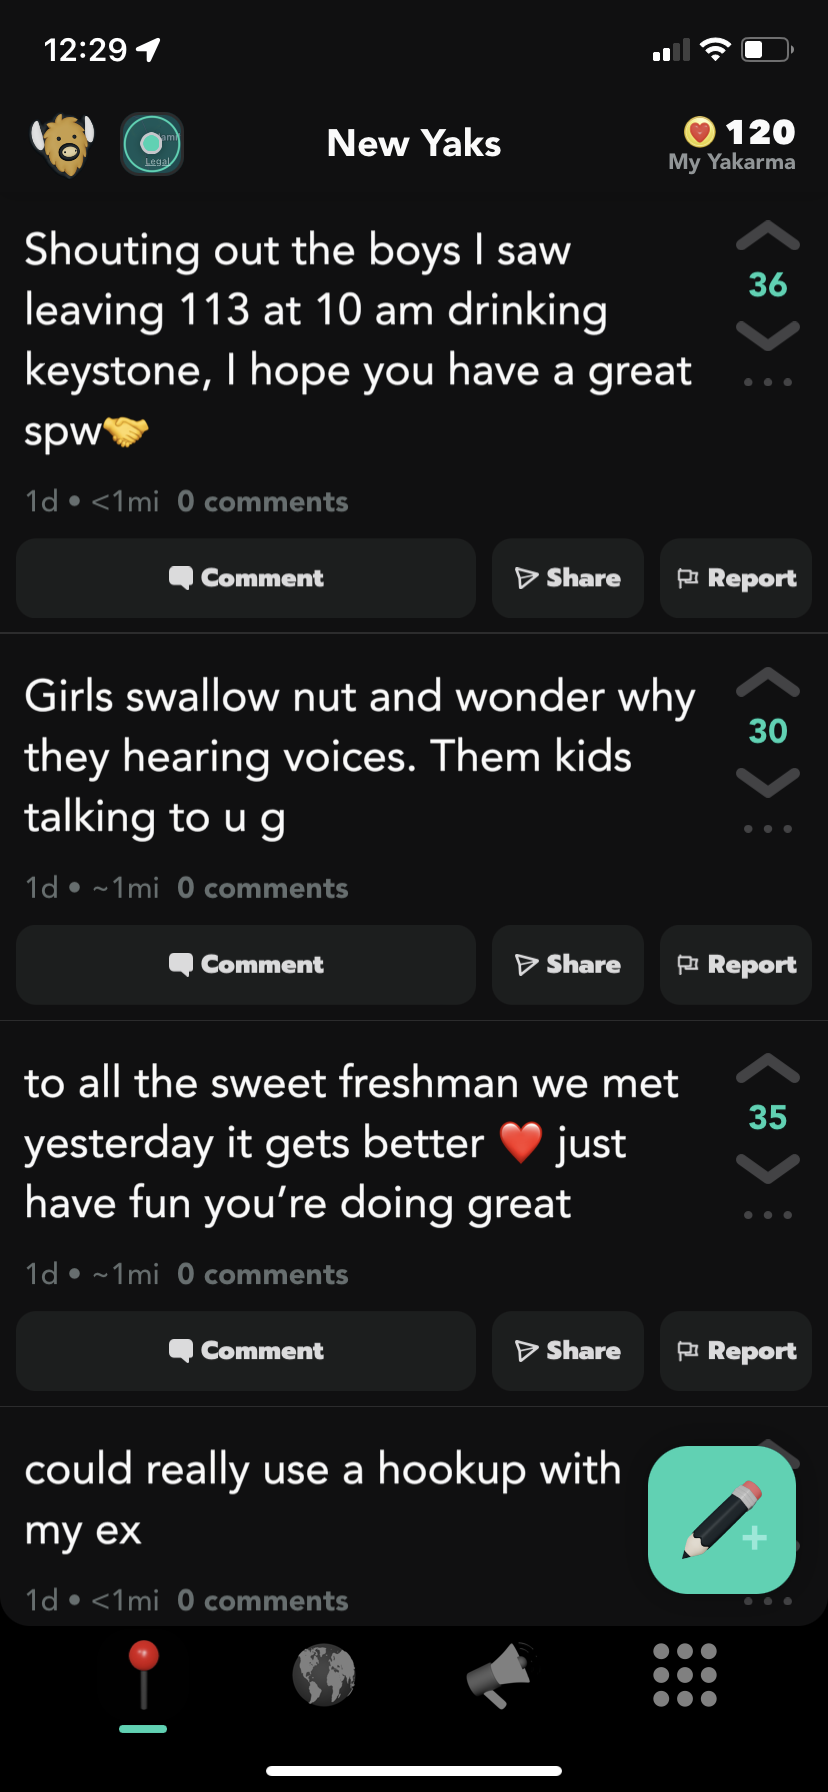 12:29
Legal
New Yaks
120
My Yakarma
Shouting out the boys I saw
leaving 113 at 10 am drinking
keystone, I hope you have a great
spw🤝
36
1d • <1mi 0 comments
Comment Share Report
Girls swallow nut and wonder why
they hearing voices. Them kids
talking to u g
30
1d • ~1mi 0 comments
Comment Share Report
to all the sweet freshman we met
yesterday it gets better ❤️ just
have fun you’re doing great
35
1d • ~1mi 0 comments
Comment Share Report
could really use a hookup with
my ex
1d • <1mi 0 comments